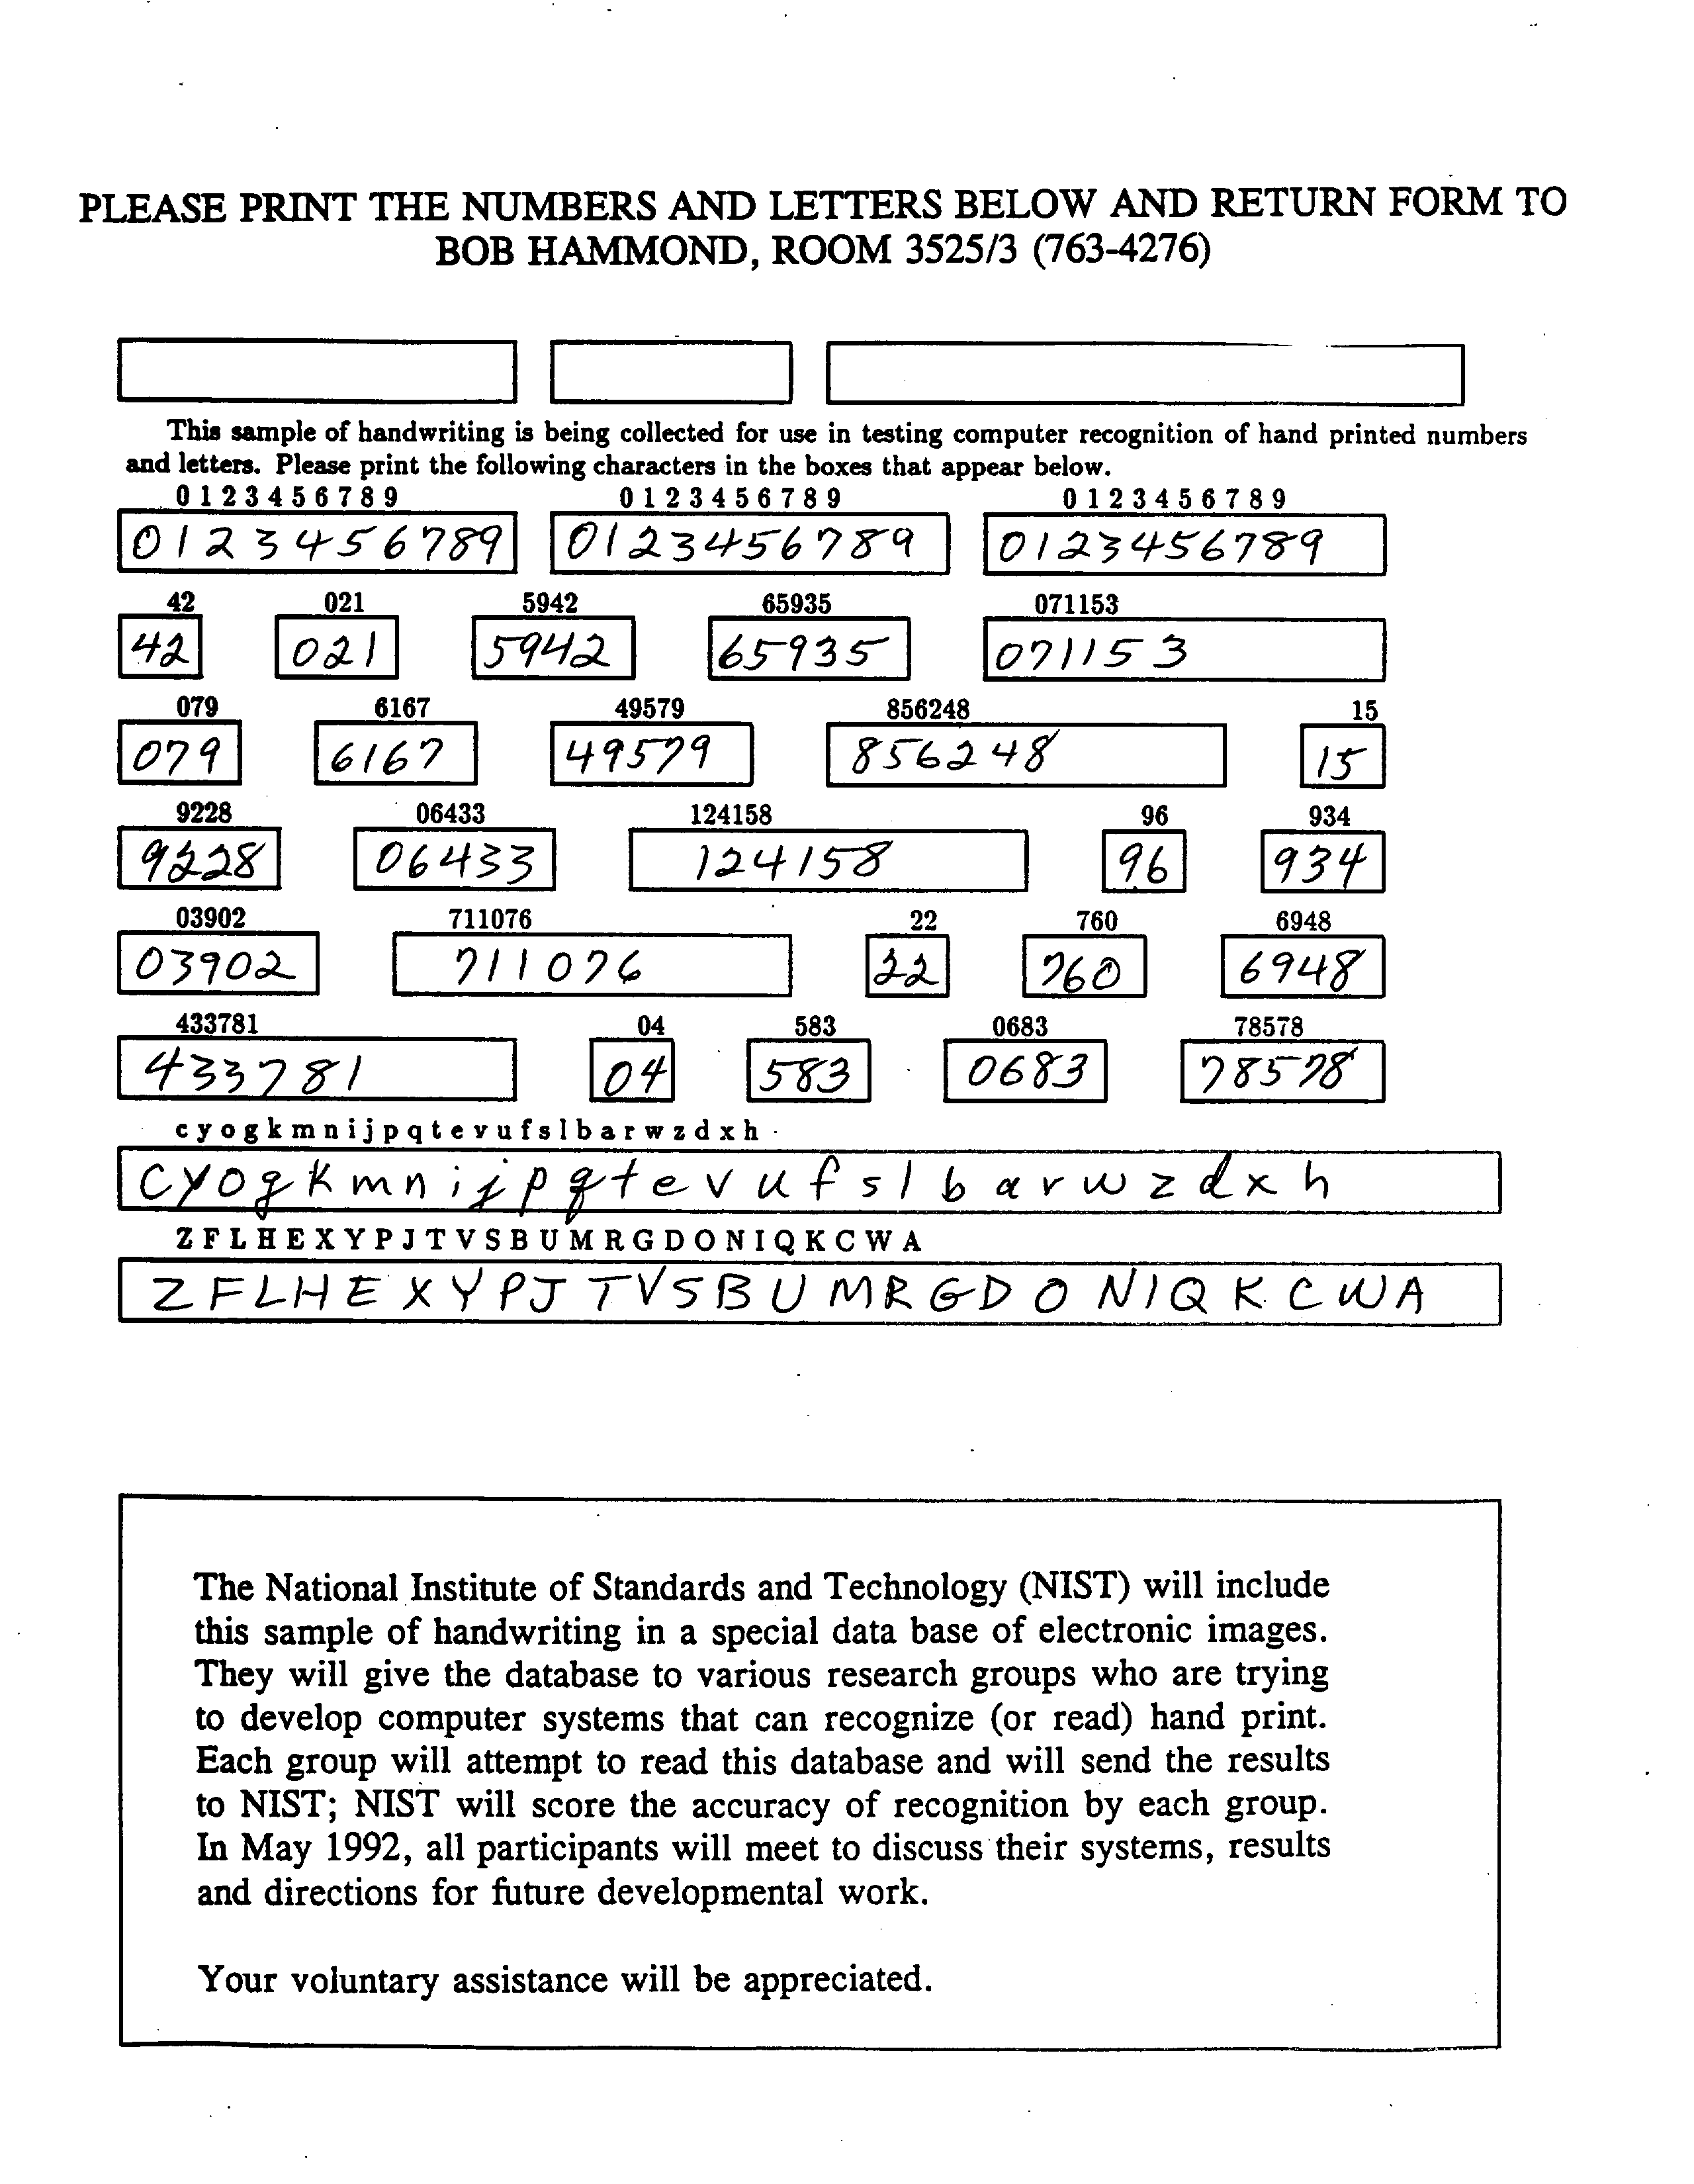 PLEASE PRINT THE NUMBERS AND LETTERS BELOW AND RETURN FORM TO
BOB HAMMOND, ROOM 3525/3 (763-4276)
This sample of handwriting is being collected for use in testing computer recognition of hand printed numbers
and letters. Please print the following characters in the boxes that appear below.
0 1 2 3 4 5 6 7 8 9 0 1 2 3 4 5 6 7 8 9 0 1 2 3 4 5 6 7 8 9
0123456789 0123456789 0123456789
42 021 5942 65935 071153
42 021 5942 65935 071153
079 6167 49579 856248 15
079 6167 49579 856248 15
9228 06433 124158 96 934
9228 06433 124158 96 934
03902 711076 22 760 6948
03902 711076 22 760 6948
433781 04 583 0683 78578
433781 04 583 0683 78578
c y o g k m n i j p q t e v u f s l b a r w z d x h
c y o g k m n i j p q t e v u f s l b a r w z d x h
Z F L H E X Y P J T V S B U M R G D O N I Q K C W A
Z F L H E X Y P J T V S B U M R G D O N I Q K C W A
The National Institute of Standards and Technology (NIST) will include
this sample of handwriting in a special data base of electronic images.
They will give the database to various research groups who are trying
to develop computer systems that can recognize (or read) hand print.
Each group will attempt to read this database and will send the results
to NIST; NIST will score the accuracy of recognition by each group.
In May 1992, all participants will meet to discuss their systems, results
and directions for future developmental work.
Your voluntary assistance will be appreciated.